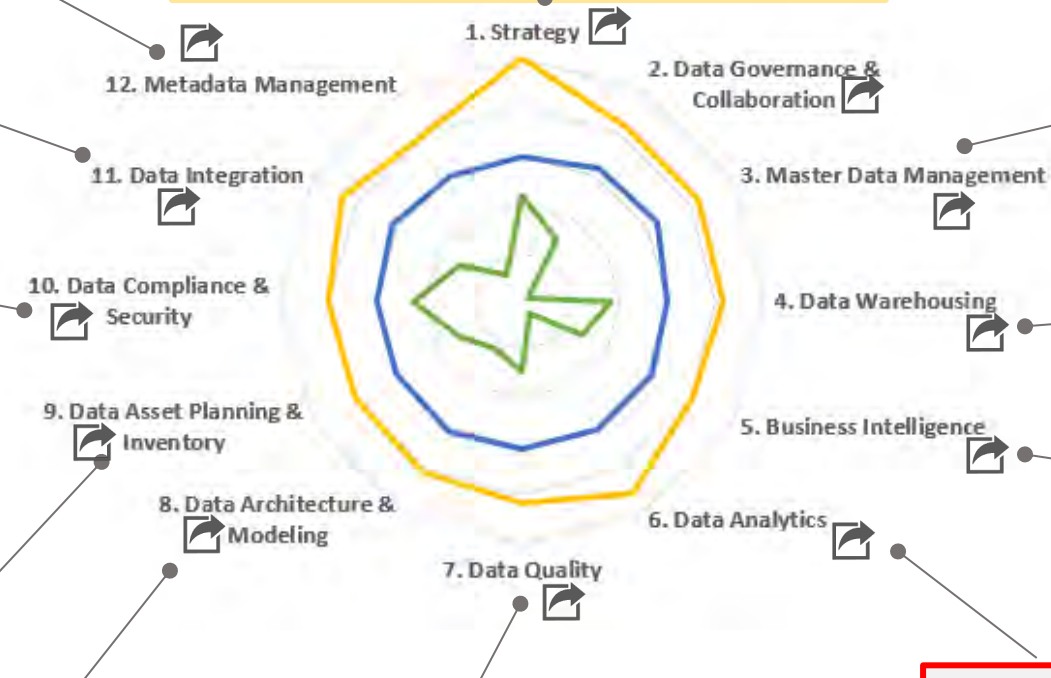 1. Strategy
2. Data Governance &
Collaboration
3. Master Data Management
4. Data Warehousing
5. Business Intelligence
6. Data Analytics
7. Data Quality
8. Data Architecture &
Modeling
9. Data Asset Planning &
Inventory
10. Data Compliance &
Security
11. Data Integration
12. Metadata Management